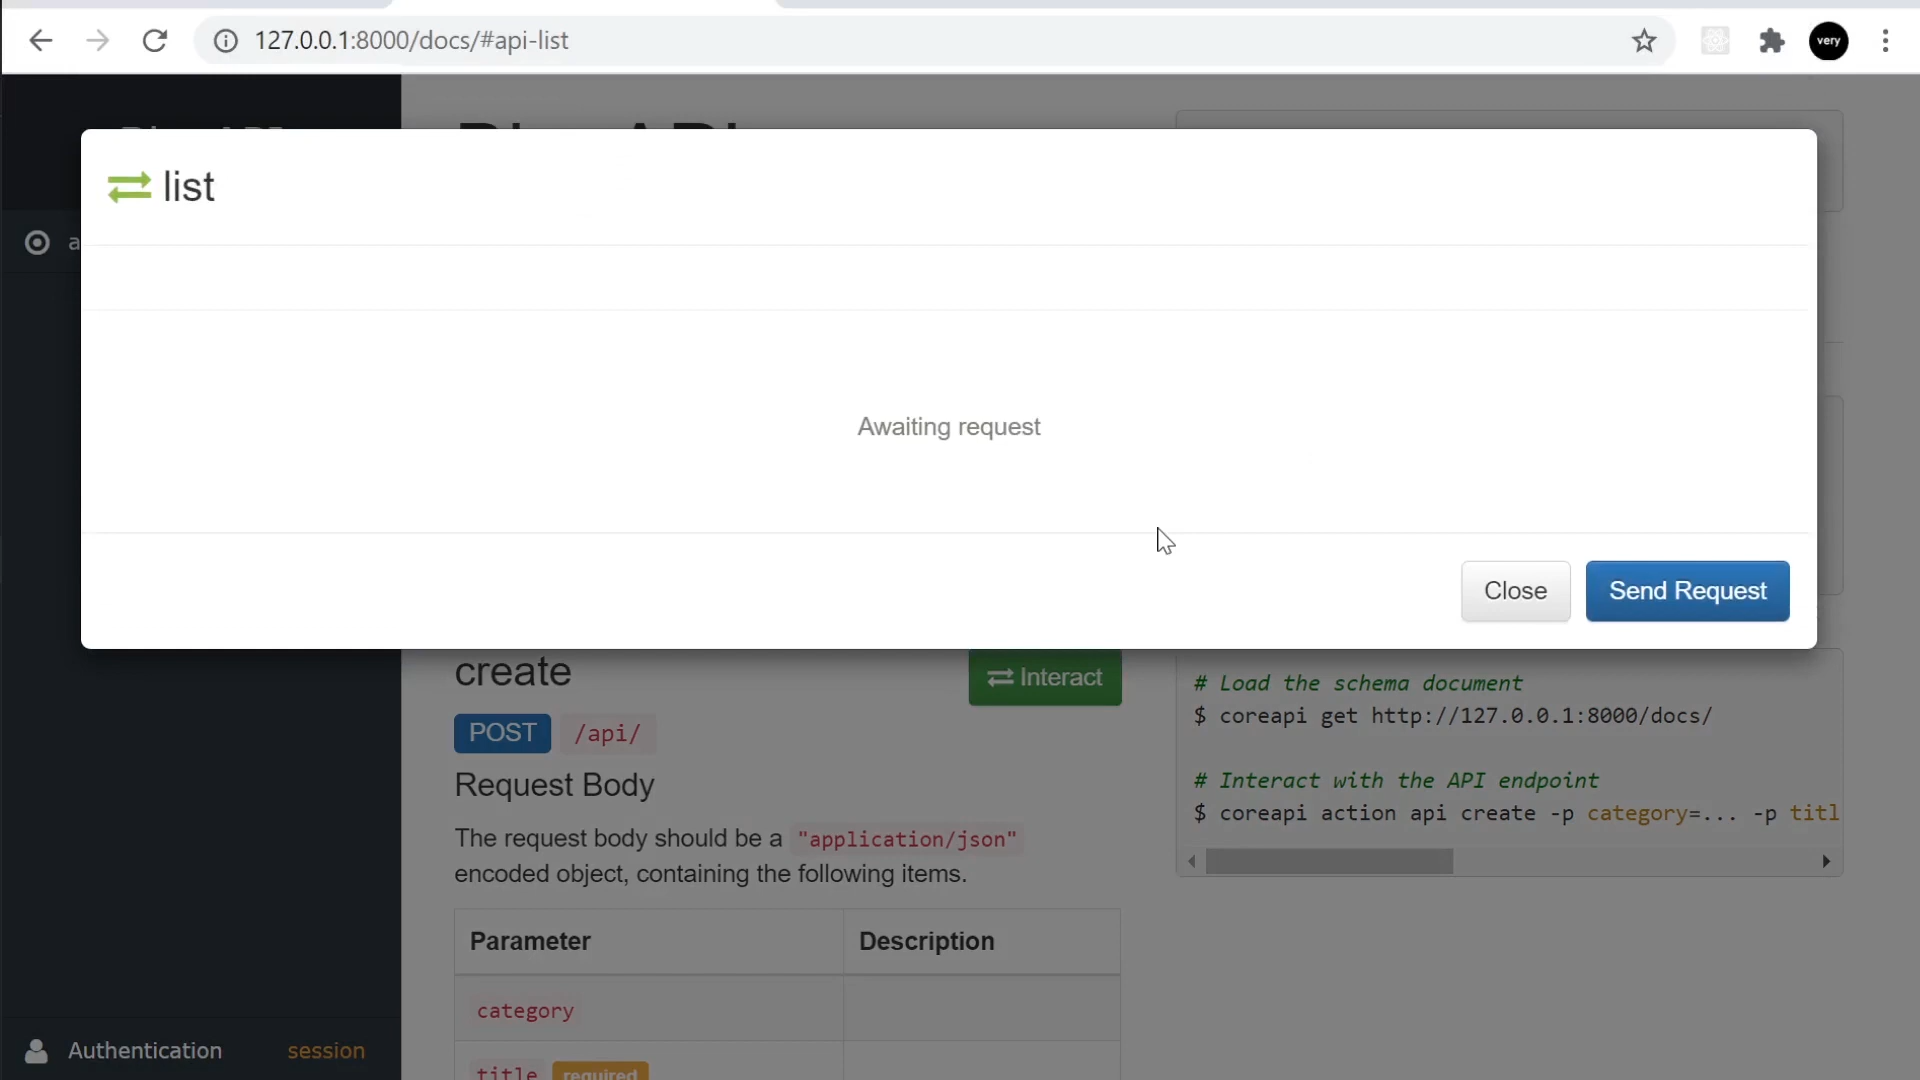 127.0.0.1:8000/docs/#api-list
very
list
Awaiting request
Close
Send Request
create
Interact
POST /api/
Request Body
The request body should be a "application/json"
encoded object, containing the following items.
Parameter Description
category
title required
# Load the schema document
$ coreapi get http://127.0.0.1:8000/docs/
# Interact with the API endpoint
$ coreapi action api create -p category=... -p titl
Authentication session